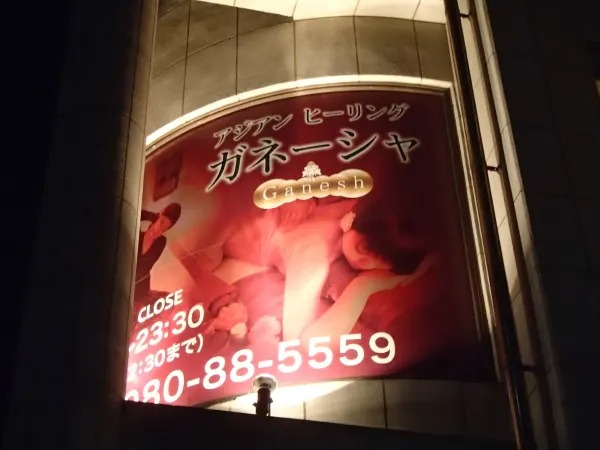 アジアン ヒーリング
ガネーシャ
Ganesh
CLOSE
-23:30
2:30まで)
080-88-5559